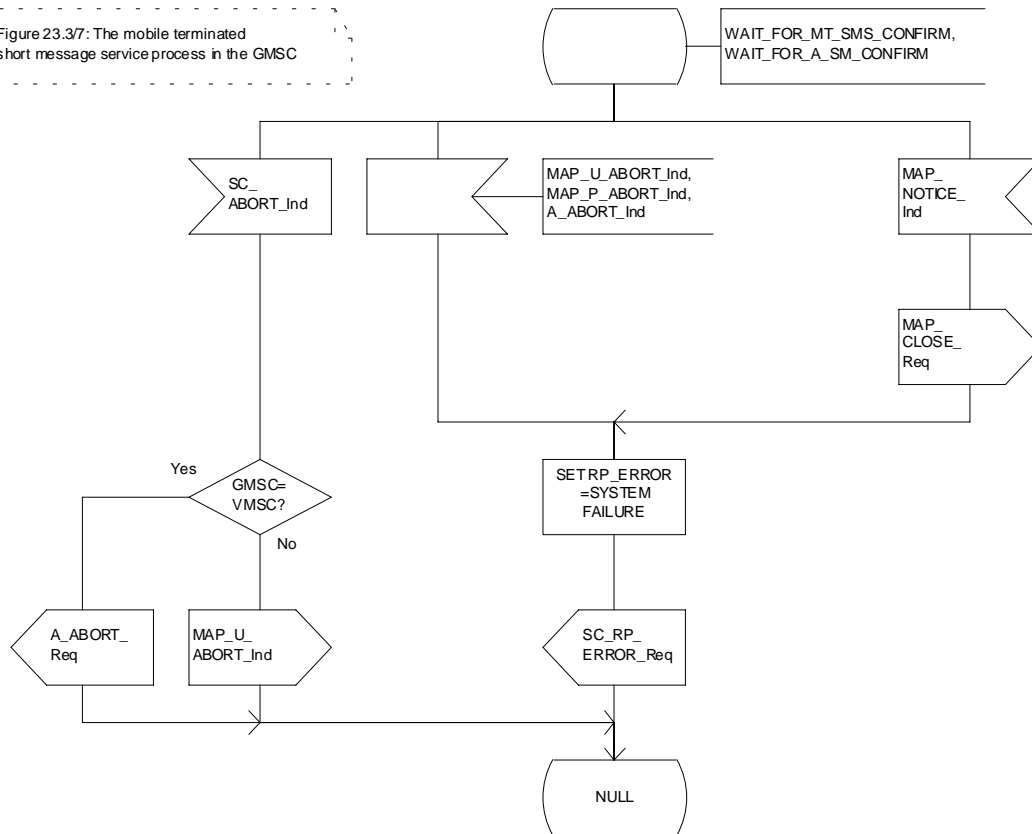 Figure 23.3/7: The mobile terminated
short message service process in the GMSC
WAIT_FOR_MT_SMS_CONFIRM,
WAIT_FOR_A_SM_CONFIRM
SC_
ABORT_Ind
MAP_U_ABORT_Ind,
MAP_P_ABORT_Ind,
A_ABORT_Ind
MAP_
NOTICE_
Ind
MAP_
CLOSE_
Req
Yes
GMSC=
VMSC?
No
SET RP_ERROR
=SYSTEM
FAILURE
A_ABORT_
Req
MAP_U_
ABORT_Ind
SC_RP_
ERROR_Req
NULL